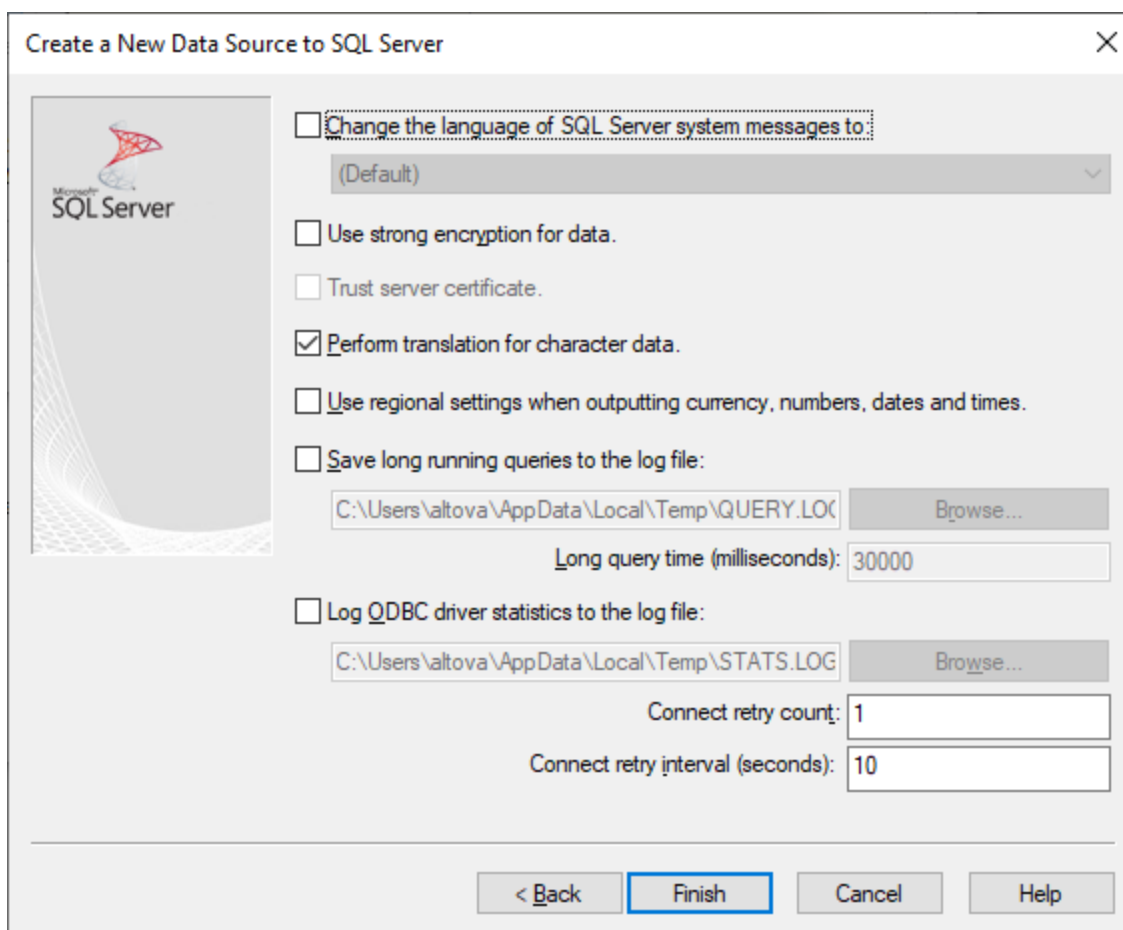 Create a New Data Source to SQL Server
Microsoft
SQL Server
Change the language of SQL Server system messages to:
(Default)
Use strong encryption for data.
Trust server certificate.
Perform translation for character data.
Use regional settings when outputting currency, numbers, dates and times.
Save long running queries to the log file:
C:\Users\altova\AppData\Local\Temp\QUERY.LOG Browse...
Long query time (milliseconds): 30000
Log ODBC driver statistics to the log file:
C:\Users\altova\AppData\Local\Temp\STATS.LOG Browse...
Connect retry count: 1
Connect retry interval (seconds): 10
< Back Finish Cancel Help